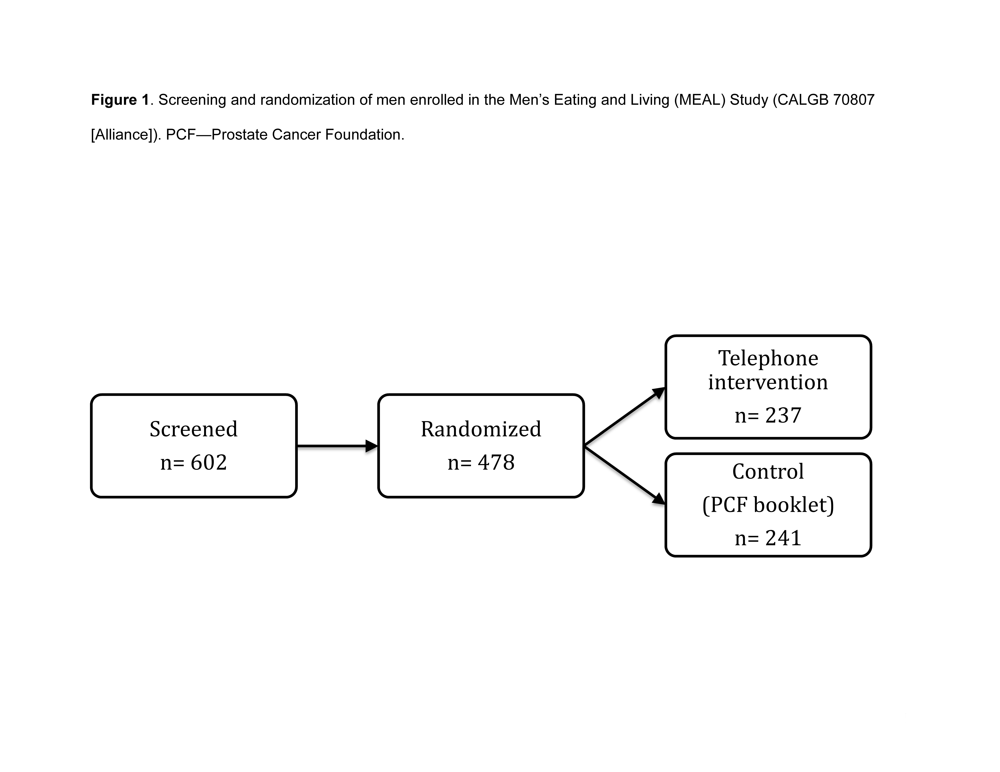 Figure 1. Screening and randomization of men enrolled in the Men’s Eating and Living (MEAL) Study (CALGB 70807
[Alliance]). PCF—Prostate Cancer Foundation.
Screened
n= 602
Randomized
n= 478
Telephone
intervention
n= 237
Control
(PCF booklet)
n= 241